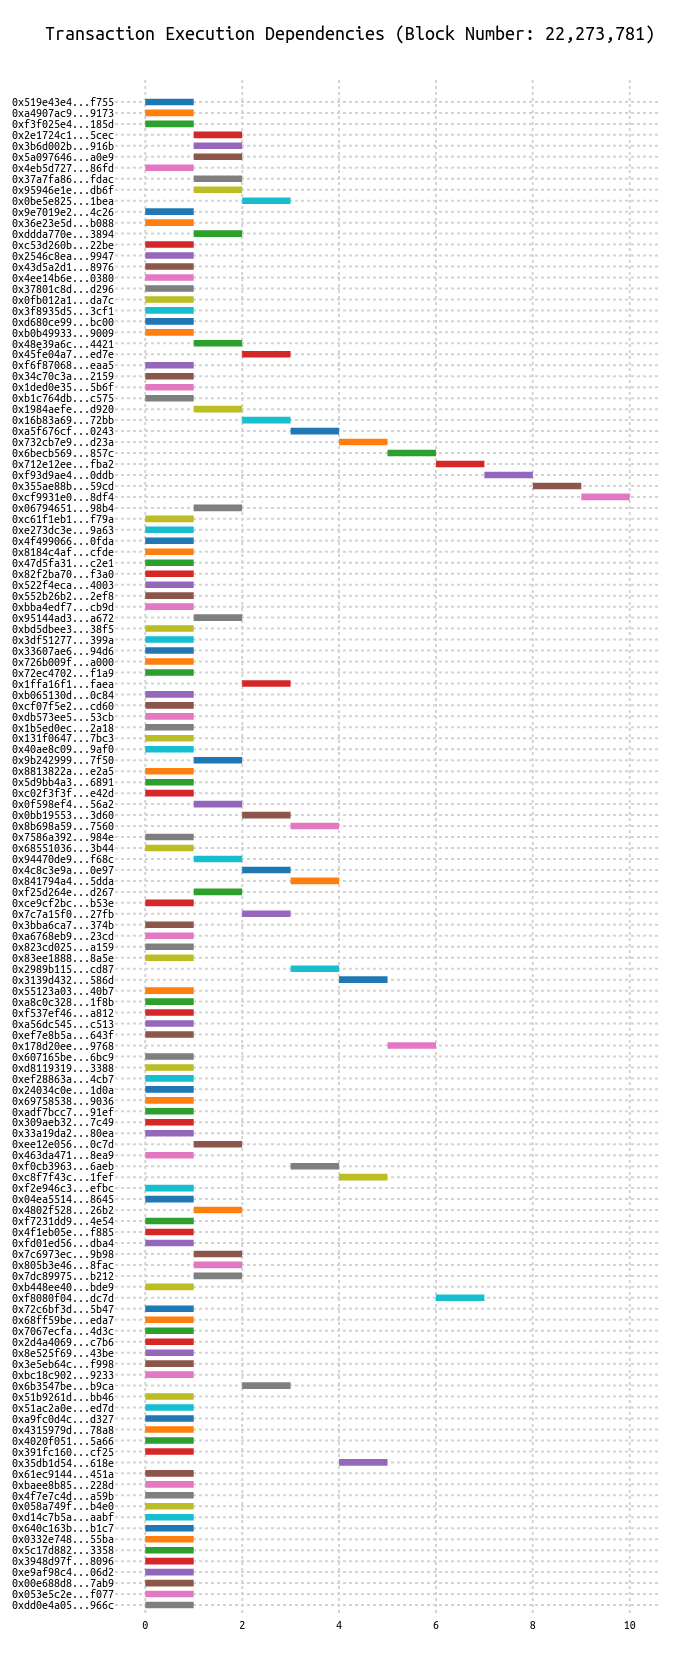 Transaction Execution Dependencies (Block Number: 22,273,781)
0x519e43e4...f755
0xa4907ac9...9173
0xf3f025e4...185d
0x2e1724c1...5cec
0x3b6d002b...916b
0x5a097646...a0e9
0x4eb5d727...86fd
0x37a7fa86...fdac
0x95946e1e...db6f
0x0be5e825...1bea
0x9e7019e2...4c26
0x36e23e5d...b088
0xddda770e...3894
0xc53d260b...22be
0x2546c8ea...9947
0x43d5a2d1...8976
0x4ee14b6e...0380
0x37801c8d...d296
0x0fb012a1...da7c
0x3f8935d5...3cf1
0xd680ce99...bc00
0xb0b49933...9009
0x48e39a6c...4421
0x45fe04a7...ed7e
0xf6f87068...eaa5
0x34c70c3a...2159
0x1ded0e35...5b6f
0xb1c764db...c575
0x1984aefe...d920
0x16b83a69...72bb
0xa5f676cf...0243
0x732cb7e9...d23a
0x6becb569...857c
0x712e12ee...fba2
0xf93d9ae4...0ddb
0x355ae88b...59cd
0xcf9931e0...8df4
0x06794651...98b4
0xc61f1eb1...f79a
0xe273dc3e...9a63
0x4f499066...0fda
0x8184c4af...cfde
0x47d5fa31...c2e1
0x82f2ba70...f3a0
0x522f4eca...4003
0x552b26b2...2ef8
0xbba4edf7...cb9d
0x95144ad3...a672
0xbd5dbee3...38f5
0x3df51277...399a
0x33607ae6...94d6
0x726b009f...a000
0x72ec4702...f1a9
0x1ffa16f1...faea
0xb065130d...0c84
0xcf07f5e2...cd60
0xdb573ee5...53cb
0x1b5ed0ec...2a18
0x131f0647...7bc3
0x40ae8c09...9af0
0x9b242999...7f50
0x8813822a...e2a5
0x5d9bb4a3...6891
0xc02f3f3f...e42d
0x0f598ef4...56a2
0x0bb19553...3d60
0x8b698a59...7560
0x7586a392...984e
0x68551036...3b44
0x94470de9...f68c
0x4c8c3e9a...0e97
0x841794a4...5dda
0xf25d264e...d267
0xce9cf2bc...b53e
0x7c7a15f0...27fb
0x3bba6ca7...374b
0xa6768eb9...23cd
0x823cd025...a159
0x83ee1888...8a5e
0x2989b115...cd87
0x3139d432...586d
0x55123a03...40b7
0xa8c0c328...1f8b
0xf537ef46...a812
0xa56dc545...c513
0xef7e8b5a...643f
0x178d20ee...9768
0x607165be...6bc9
0xd8119319...3388
0xef28863a...4cb7
0x24034c0e...1d0a
0x69758538...9036
0xadf7bcc7...91ef
0x309aeb32...7c49
0x33a19da2...80ea
0xee12e056...0c7d
0x463da471...8ea9
0xf0cb3963...6aeb
0xc8f7f43c...1fef
0xf2e946c3...efbc
0x04ea5514...8645
0x4802f528...26b2
0xf7231dd9...4e54
0x4f1eb05e...f885
0xfd01ed56...dba4
0x7c6973ec...9b98
0x805b3e46...8fac
0x7dc89975...b212
0xb448ee40...bde9
0xf8080f04...dc7d
0x72c6bf3d...5b47
0x68ff59be...eda7
0x7067ecfa...4d3c
0x2d4a4069...c7b6
0x8e525f69...43be
0x3e5eb64c...f998
0xbc18c902...9233
0x6b3547be...b9ca
0x51b9261d...bb46
0x51ac2a0e...ed7d
0xa9fc0d4c...d327
0x4315979d...78a8
0x4020f051...5a66
0x391fc160...cf25
0x35db1d54...618e
0x61ec9144...451a
0xbaee8b85...228d
0x4f7e7c4d...a59b
0x058a749f...b4e0
0xd14c7b5a...aabf
0x640c163b...b1c7
0x0332e748...55ba
0x5c17d882...3358
0x3948d97f...8096
0xe9af98c4...06d2
0x00e688d8...7ab9
0x053e5c2e...f077
0xdd0e4a05...966c
0 2 4 6 8 10